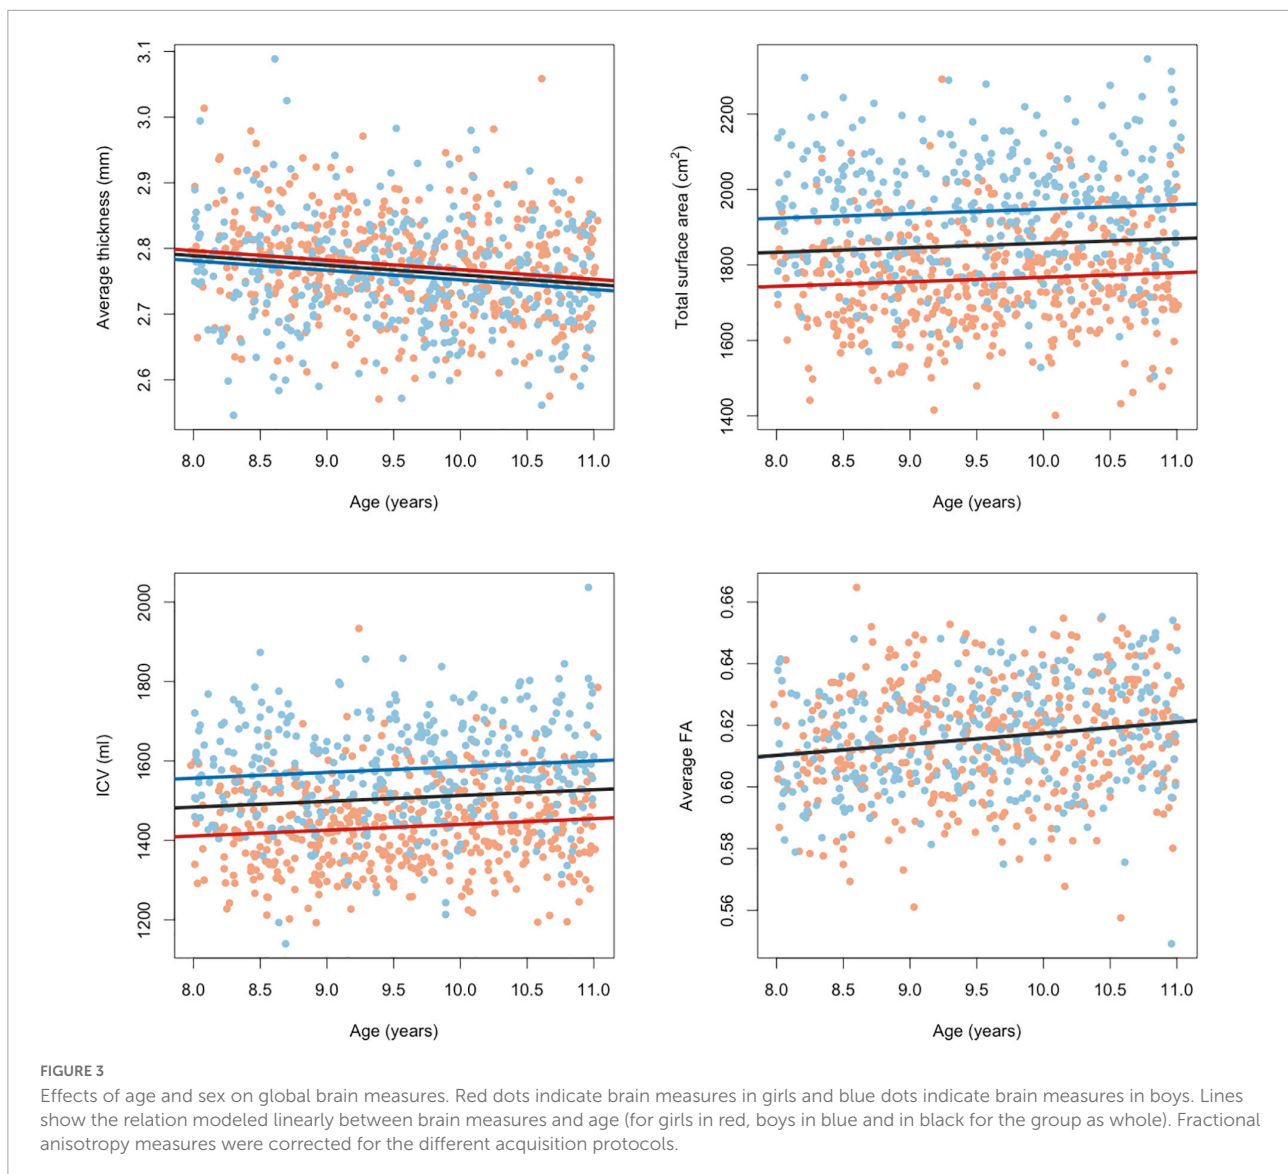 3.1
3.0
2.9
2.8
2.7
2.6
Average thickness (mm)
8.0 8.5 9.0 9.5 10.0 10.5 11.0
Age (years)
2200
2000
1800
1600
1400
Total surface area (cm²)
8.0 8.5 9.0 9.5 10.0 10.5 11.0
Age (years)
2000
1800
1600
1400
1200
ICV (ml)
8.0 8.5 9.0 9.5 10.0 10.5 11.0
Age (years)
0.66
0.64
0.62
0.60
0.58
0.56
Average FA
8.0 8.5 9.0 9.5 10.0 10.5 11.0
Age (years)
FIGURE 3
Effects of age and sex on global brain measures. Red dots indicate brain measures in girls and blue dots indicate brain measures in boys. Lines
show the relation modeled linearly between brain measures and age (for girls in red, boys in blue and in black for the group as whole). Fractional
anisotropy measures were corrected for the different acquisition protocols.